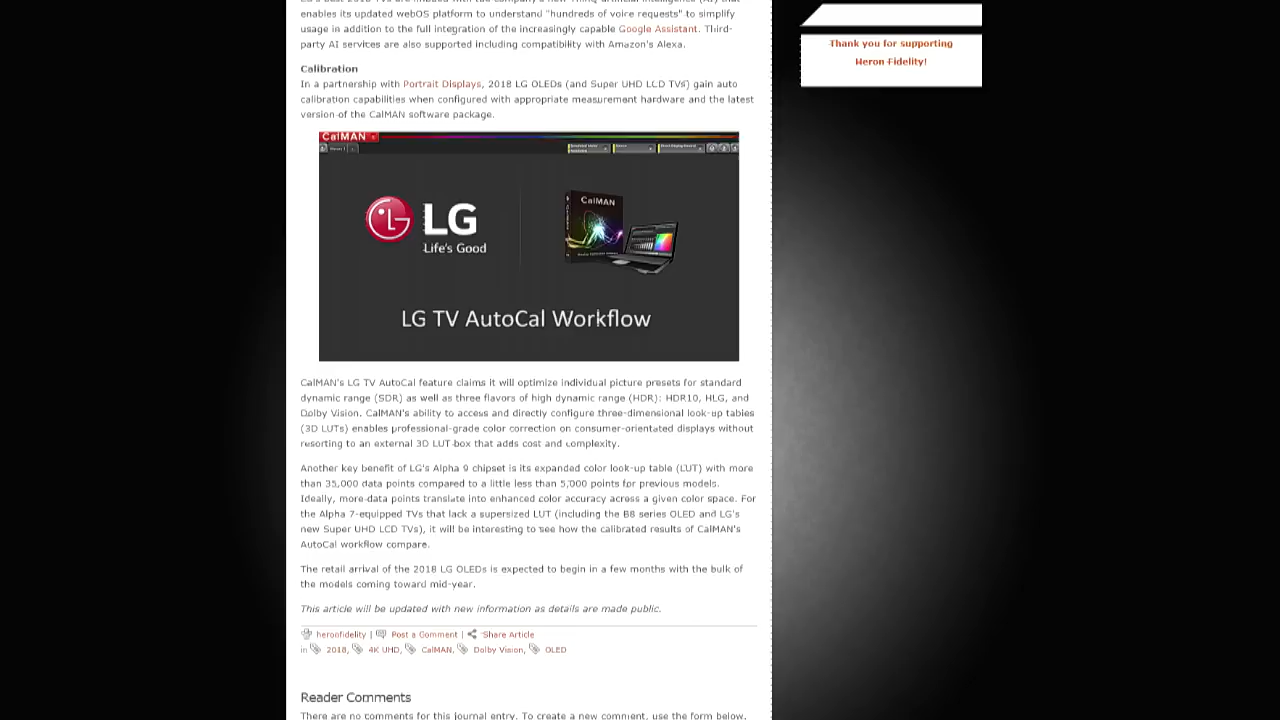 enables its updated webOS platform to understand "hundreds of voice requests" to simplify
usage in addition to the full integration of the increasingly capable Google Assistant. Third-
party AI services are also supported including compatibility with Amazon's Alexa.
Calibration
In a partnership with Portrait Displays, 2018 LG OLEDs (and Super UHD LCD TVs) gain auto
calibration capabilities when configured with appropriate measurement hardware and the latest
version of the CalMAN software package.
CalMAN
LG
Life's Good
CalMAN
LG TV AutoCal Workflow
CalMAN's LG TV AutoCal feature claims it will optimize individual picture presets for standard
dynamic range (SDR) as well as three flavors of high dynamic range (HDR): HDR10, HLG, and
Dolby Vision. CalMAN's ability to access and directly configure three-dimensional look-up tables
(3D LUTs) enables professional-grade color correction on consumer-orientated displays without
resorting to an external 3D LUT box that adds cost and complexity.
Another key benefit of LG's Alpha 9 chipset is its expanded color look-up table (LUT) with more
than 35,000 data points compared to a little less than 5,000 points for previous models.
Ideally, more data points translate into enhanced color accuracy across a given color space. For
the Alpha 7-equipped TVs that lack a supersized LUT (including the B8 series OLED and LG's
new Super UHD LCD TVs), it will be interesting to see how the calibrated results of CalMAN's
AutoCal workflow compare.
The retail arrival of the 2018 LG OLEDs is expected to begin in a few months with the bulk of
the models coming toward mid-year.
This article will be updated with new information as details are made public.
heronfidelity | Post a Comment | Share Article
in 2018, 4K UHD, CalMAN, Dolby Vision, OLED
Reader Comments
There are no comments for this journal entry. To create a new comment, use the form below.
Thank you for supporting
Heron Fidelity!